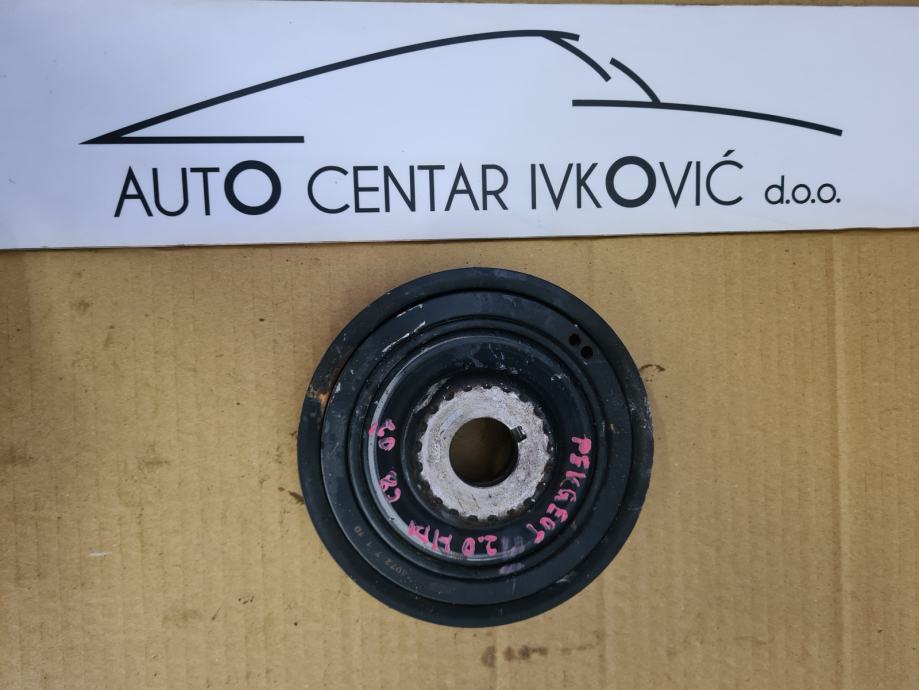 AUTO CENTAR IVKOVIĆ d.o.o.
PEUGEOT
2.0 HDI